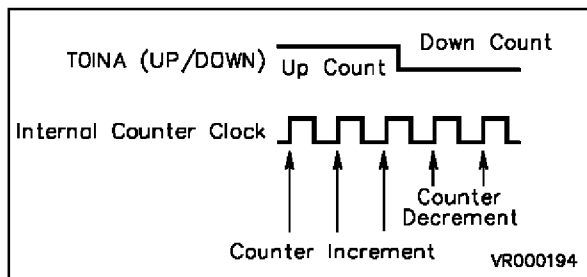 Down Count
TOINA (UP/DOWN)
Up Count
Internal Counter Clock
Counter
Decrement
Counter Increment
VR000194